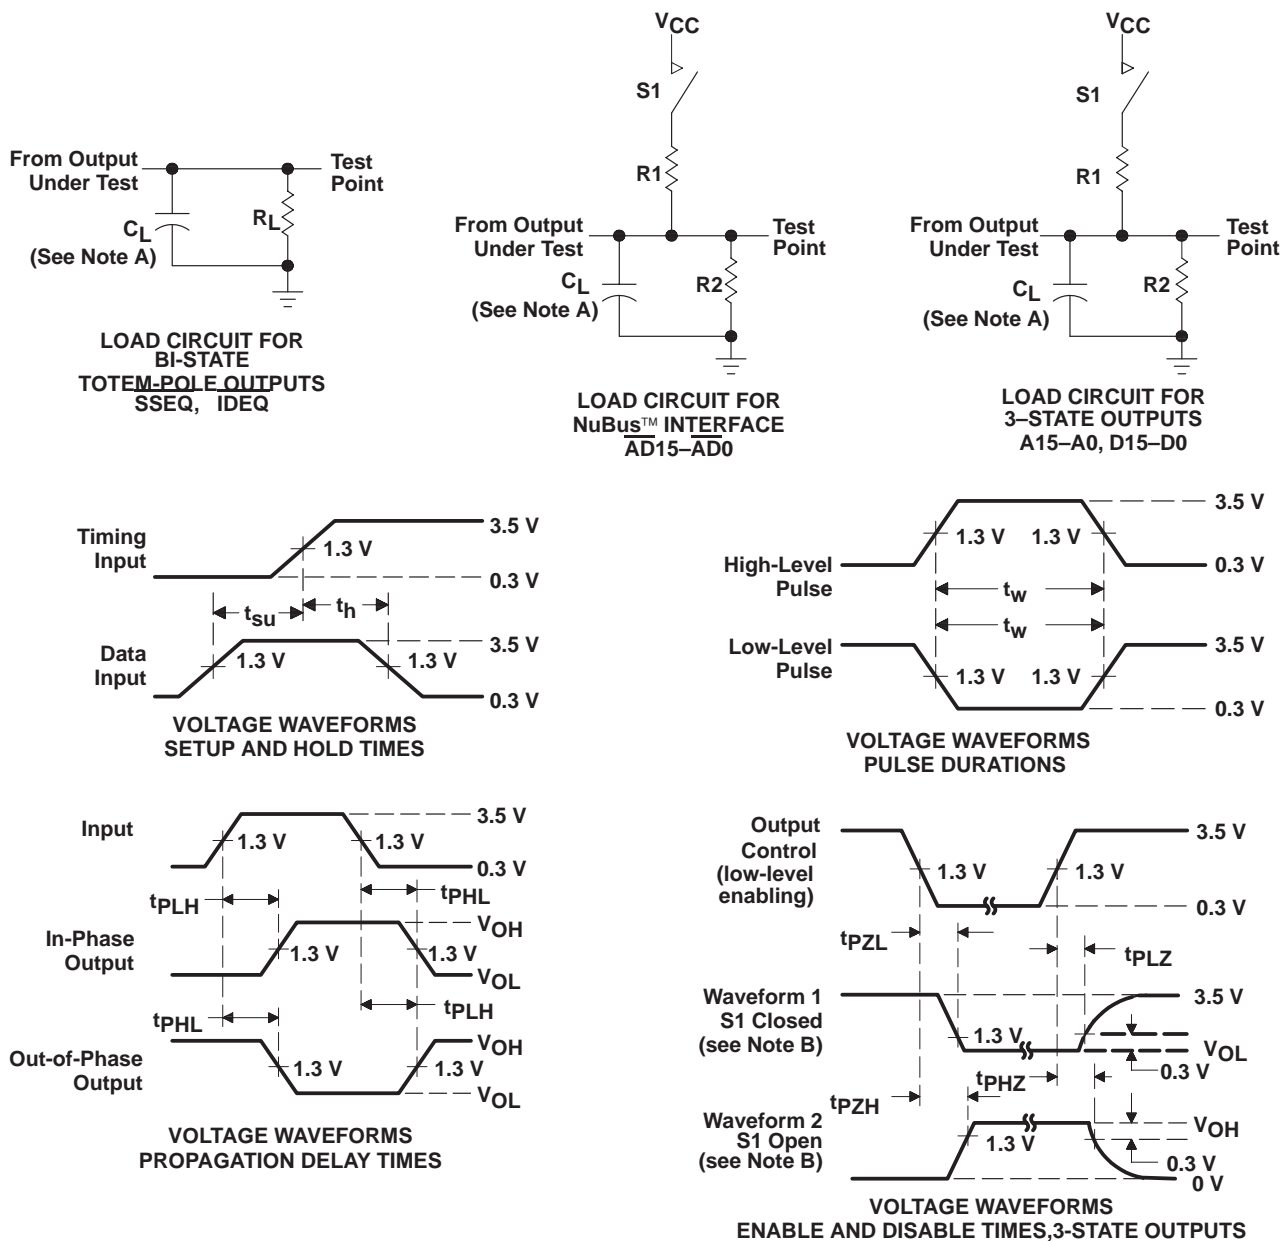 From Output
Under Test
Test
Point
CL
(See Note A)
RL
LOAD CIRCUIT FOR
BI-STATE
TOTEM-POLE OUTPUTS
SSEQ, IDEQ
VCC
S1
R1
From Output
Under Test
Test
Point
CL
(See Note A)
R2
LOAD CIRCUIT FOR
NuBus™ INTERFACE
AD15–AD0
VCC
S1
R1
From Output
Under Test
Test
Point
CL
(See Note A)
R2
LOAD CIRCUIT FOR
3–STATE OUTPUTS
A15–A0, D15–D0
Timing
Input
1.3 V
3.5 V
0.3 V
tsu
th
Data
Input
1.3 V
1.3 V
3.5 V
0.3 V
VOLTAGE WAVEFORMS
SETUP AND HOLD TIMES
High-Level
Pulse
1.3 V
1.3 V
3.5 V
0.3 V
tw
tw
Low-Level
Pulse
1.3 V
1.3 V
3.5 V
0.3 V
VOLTAGE WAVEFORMS
PULSE DURATIONS
Input
1.3 V
1.3 V
3.5 V
0.3 V
tPLH
tPHL
In-Phase
Output
1.3 V
1.3 V
VOH
VOL
tPHL
tPLH
Out-of-Phase
Output
1.3 V
1.3 V
VOH
VOL
VOLTAGE WAVEFORMS
PROPAGATION DELAY TIMES
Output
Control
(low-level
enabling)
1.3 V
1.3 V
3.5 V
0.3 V
tPZL
tPLZ
Waveform 1
S1 Closed
(see Note B)
1.3 V
3.5 V
VOL
0.3 V
tPHZ
tPZH
Waveform 2
S1 Open
(see Note B)
1.3 V
VOH
0.3 V
0 V
VOLTAGE WAVEFORMS
ENABLE AND DISABLE TIMES,3-STATE OUTPUTS